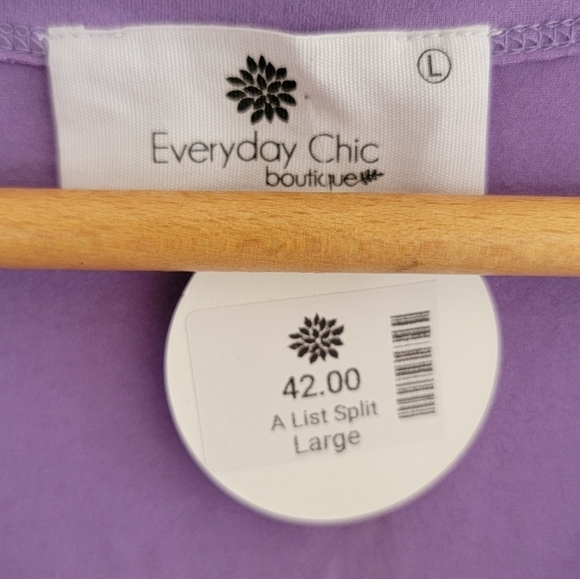 L
Everyday Chic
boutique
42.00
A List Split
Large